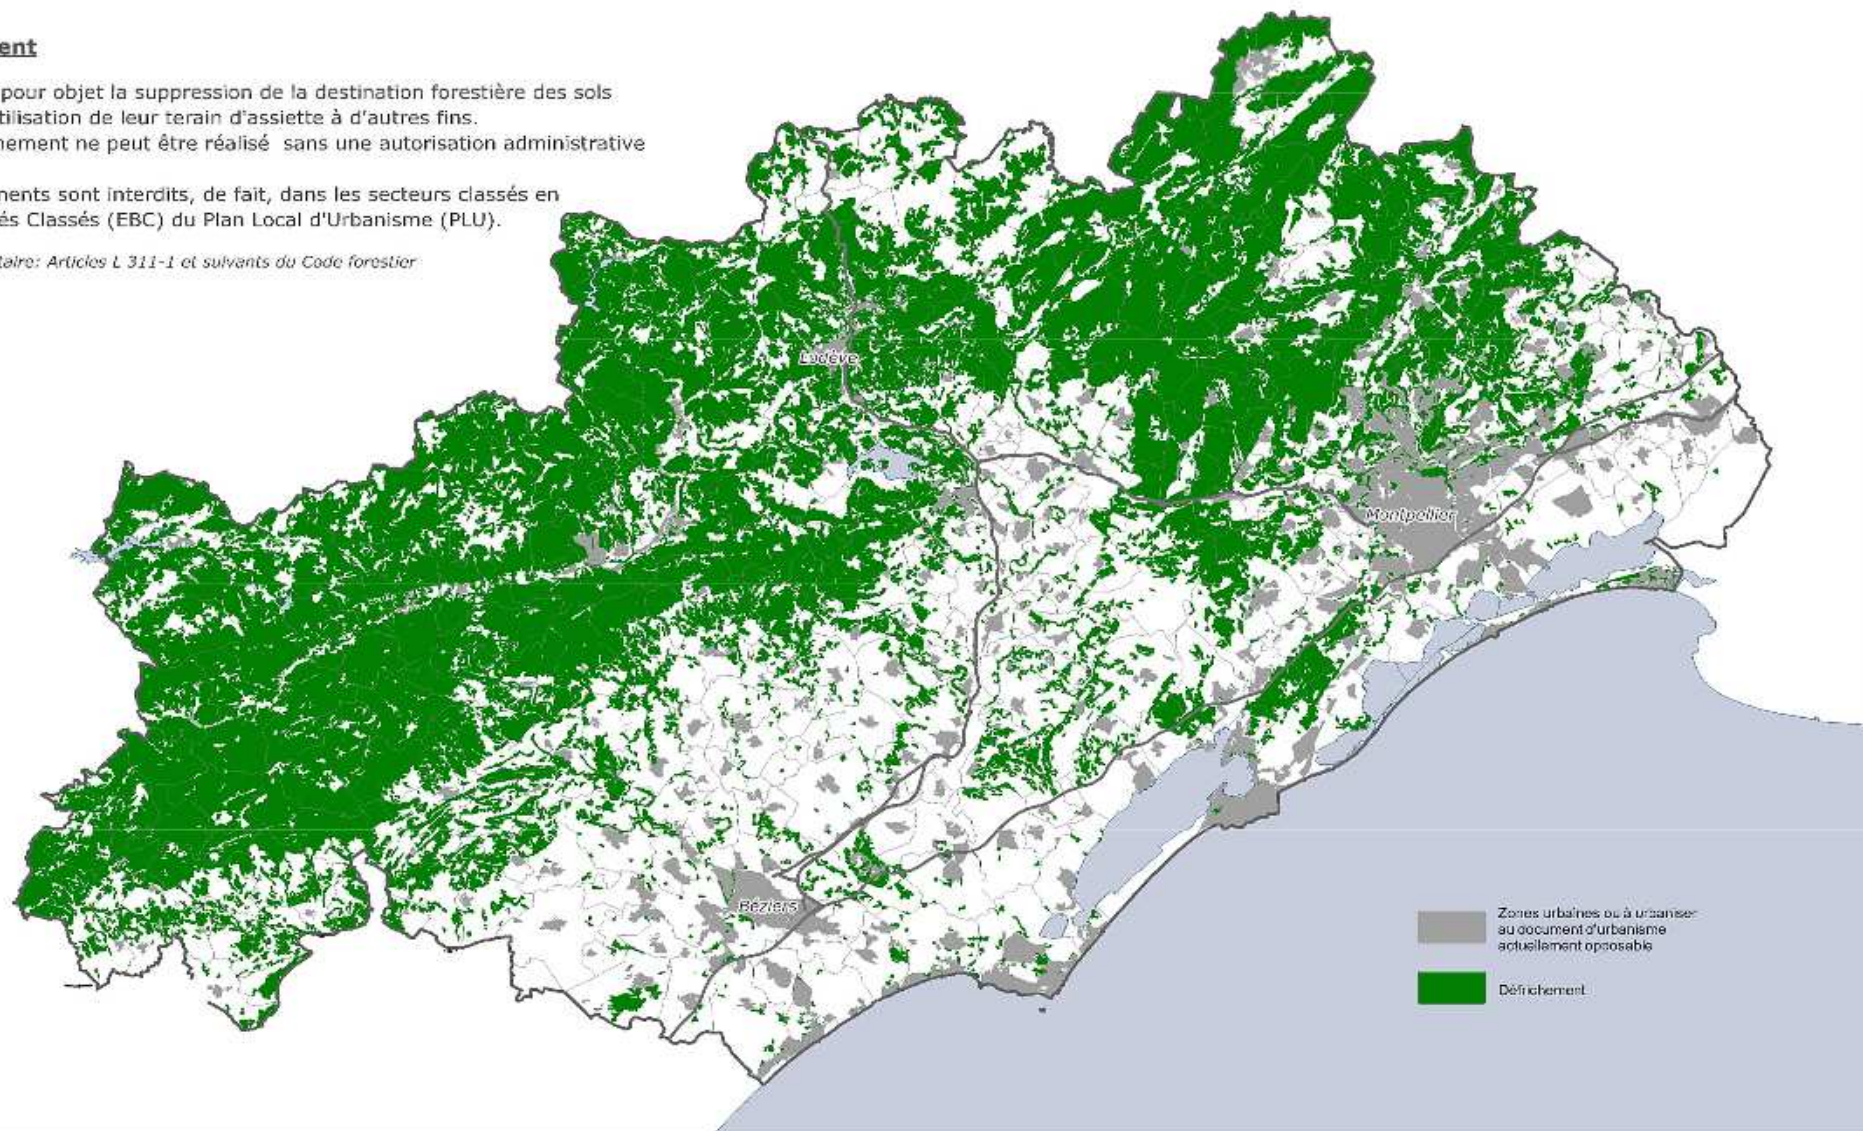 ent
pour objet la suppression de la destination forestière des sols
tilisation de leur terain d'assiette à d'autres fins.
nement ne peut être réalisé sans une autorisation administrative
nents sont interdits, de fait, dans les secteurs classés en
és Classés (EBC) du Plan Local d'Urbanisme (PLU).
taire: Articles L 311-1 et suivants du Code forestier
Lodève
Montpellier
Béziers
Zones urbaines ou à urbaniser
au document d'urbanisme
actuellement opposable
Défrichement